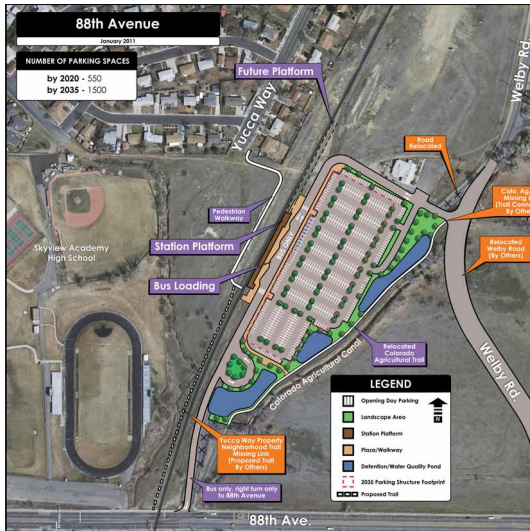 88th Avenue
January 2011
NUMBER OF PARKING SPACES
by 2020 - 550
by 2035 - 1500
Future Platform
Yucca Way
Welby Rd.
Road
Relocated
Colo. Ag
Missing
(Trail Conn
By Others
Pedestrian
Walkway
Station Platform
Skyview Academy
High School
Bus Loading
Relocated
Welby Road
(By Others)
Relocated
Colorado
Agricultural Trail
Colorado Agricultural Canal
Welby Rd.
LEGEND
Opening Day Parking
Landscape Area
Station Platform
Plaza/Walkway
Detention/Water Quality Pond
2035 Parking Structure Footprint
Proposed Trail
N
Yucca Way Property
Neighborhood Trail
Missing Link
(Proposed Trail
By Others)
Bus only, right turn only
to 88th Avenue
88th Ave.